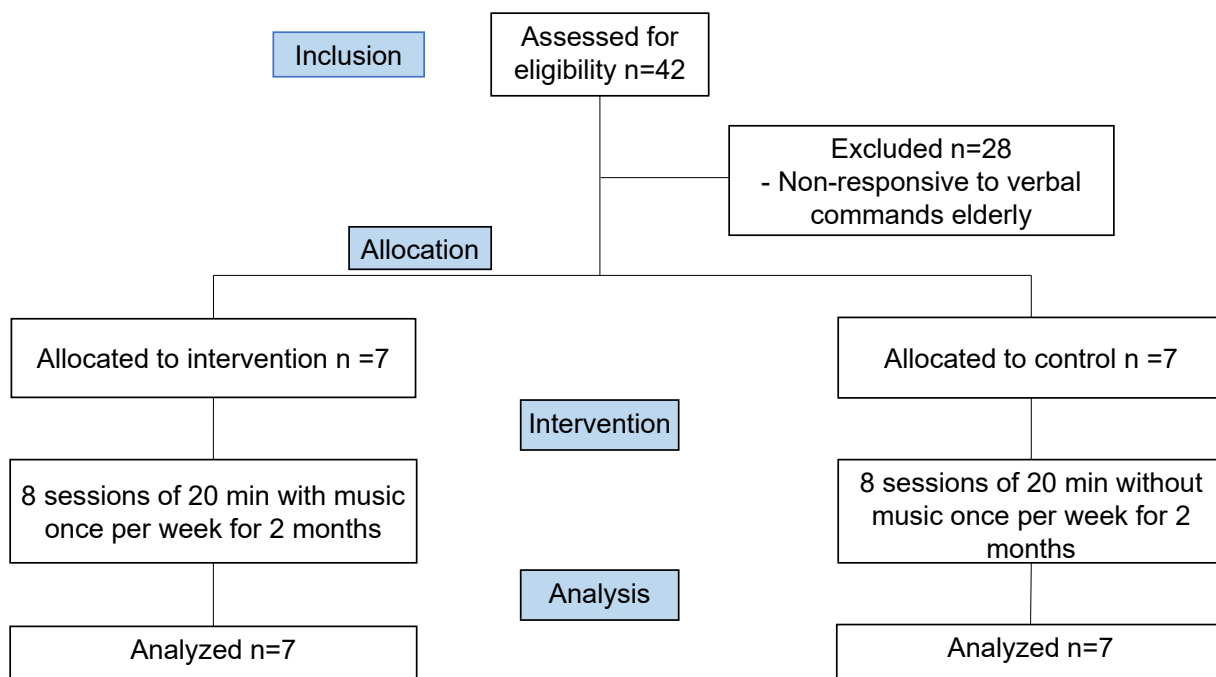 Inclusion
Assessed for
eligibility n=42
Excluded n=28
- Non-responsive to verbal
commands elderly
Allocation
Allocated to intervention n =7
Allocated to control n =7
Intervention
8 sessions of 20 min with music
once per week for 2 months
8 sessions of 20 min without
music once per week for 2
months
Analysis
Analyzed n=7
Analyzed n=7